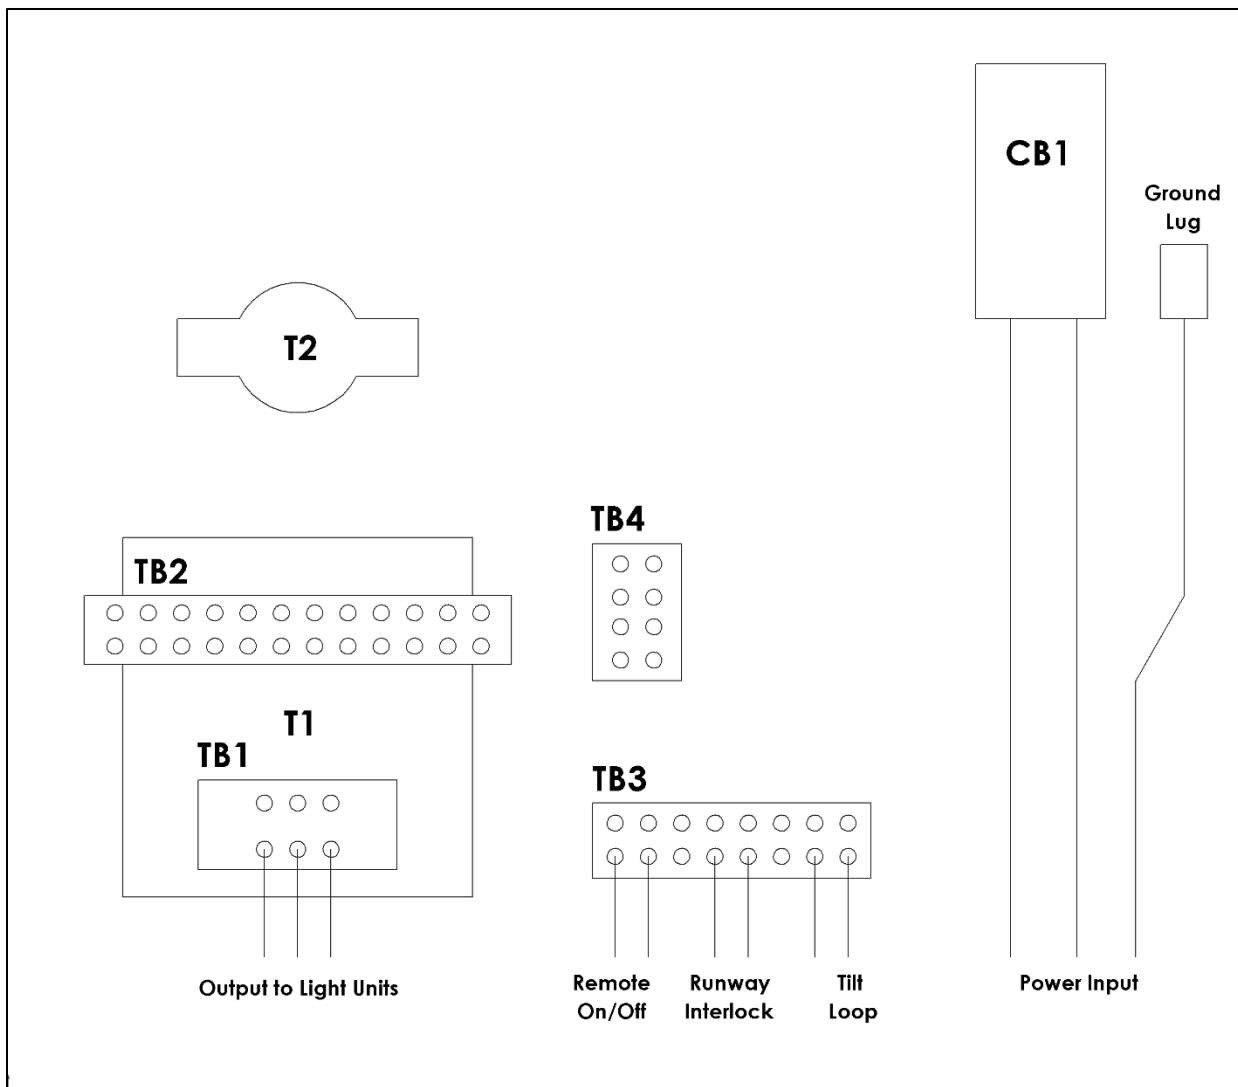 CB1
Ground
Lug
T2
TB4
TB2
T1
TB1
TB3
Output to Light Units
Remote
On/Off
Runway
Interlock
Tilt
Loop
Power Input